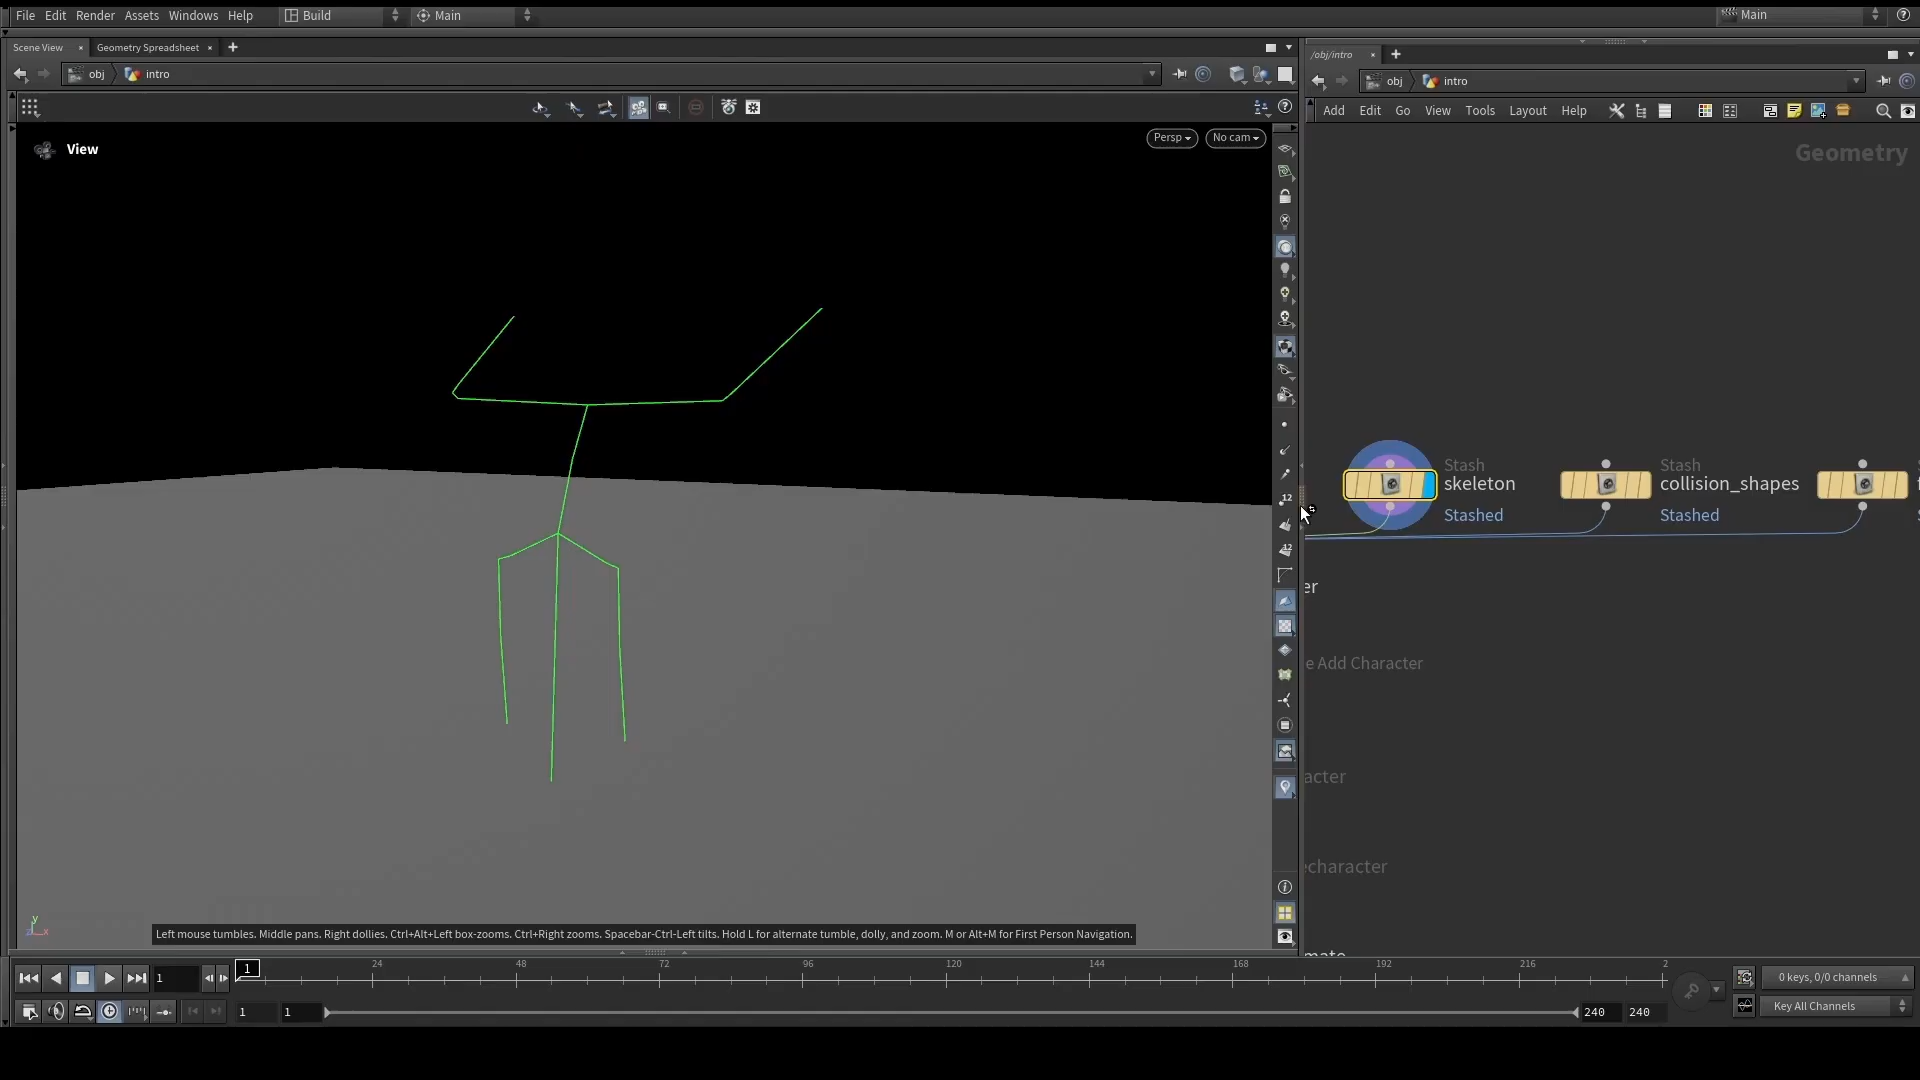 File Edit Render Assets Windows Help Build Main Main
Scene View Geometry Spreadsheet
obj intro
View
Persp No cam
Left mouse tumbles. Middle pans. Right dollies. Ctrl+Alt+Left box-zooms. Ctrl+Right zooms. Spacebar-Ctrl-Left tilts. Hold L for alternate tumble, dolly, and zoom. M or Alt+M for First Person Navigation.
y
x
12
12
/obj/intro
obj intro
Add Edit Go View Tools Layout Help
Geometry
Stash
skeleton
Stashed
Stash
collision_shapes
Stashed
er
e Add Character
acter
echaracter
1
1
24 48 72 96 120 144 168 192 216 2
0 keys, 0/0 channels
1 1 240 240
Key All Channels